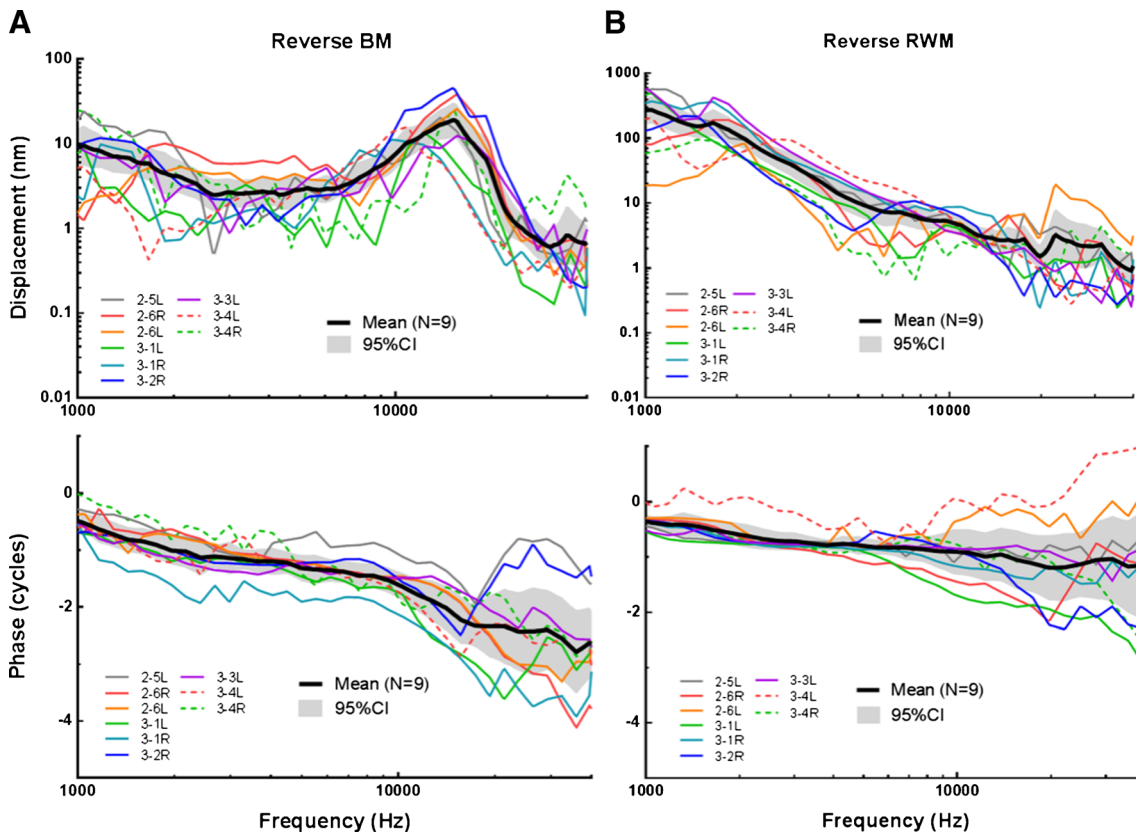 A
Reverse BM
Displacement (nm)
100
10
1
0.1
0.01
1000
10000
2-5L
2-6R
2-6L
3-1L
3-1R
3-2R
3-3L
3-4L
3-4R
Mean (N=9)
95%CI
B
Reverse RWM
1000
100
10
1
0.1
0.01
1000
10000
2-5L
2-6R
2-6L
3-1L
3-1R
3-2R
3-3L
3-4L
3-4R
Mean (N=9)
95%CI
Phase (cycles)
0
-2
-4
1000
10000
Frequency (Hz)
2-5L
2-6R
2-6L
3-1L
3-1R
3-2R
3-3L
3-4L
3-4R
Mean (N=9)
95%CI
0
-2
-4
1000
10000
Frequency (Hz)
2-5L
2-6R
2-6L
3-1L
3-1R
3-2R
3-3L
3-4L
3-4R
Mean (N=9)
95%CI